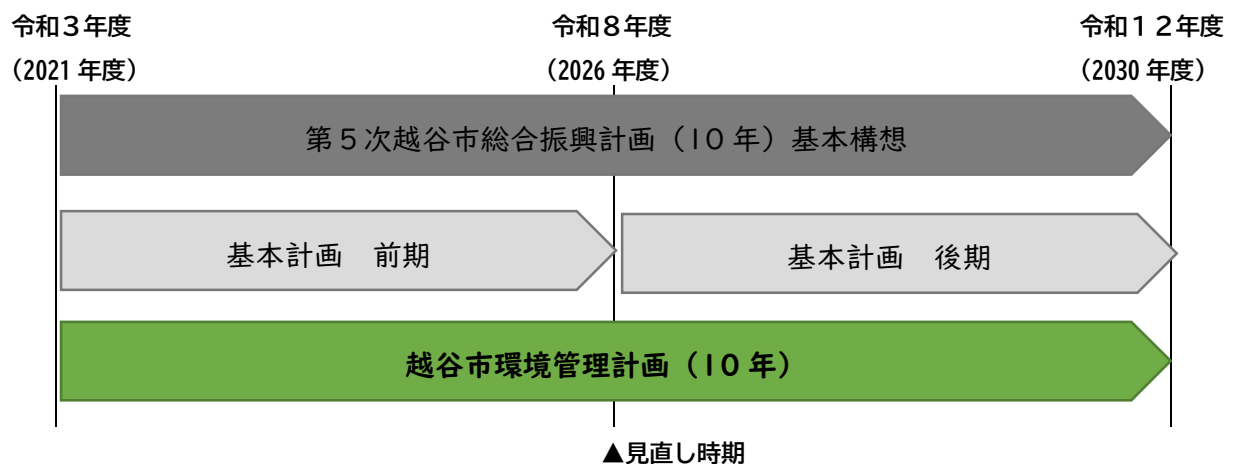 令和３年度
（2021 年度）
令和８年度
（2026 年度）
令和１２年度
（2030 年度）
第５次越谷市総合振興計画（10 年）基本構想
基本計画　前期
基本計画　後期
越谷市環境管理計画（10 年）
▲見直し時期